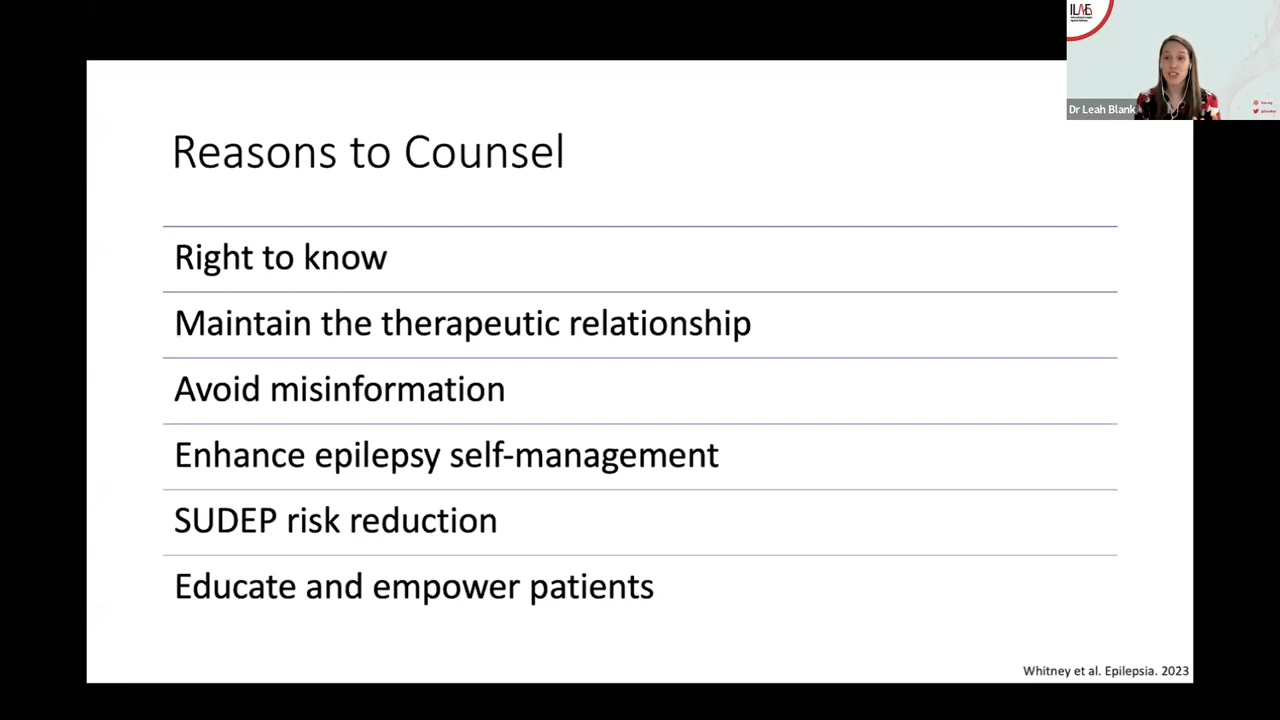 ILAE
Dr Leah Blank
Reasons to Counsel
Right to know
Maintain the therapeutic relationship
Avoid misinformation
Enhance epilepsy self-management
SUDEP risk reduction
Educate and empower patients
Whitney et al. Epilepsia. 2023